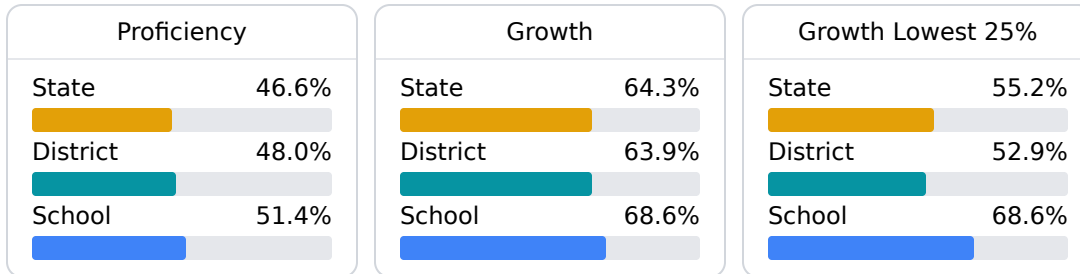 Proficiency
State 46.6%
District 48.0%
School 51.4%
Growth
State 64.3%
District 63.9%
School 68.6%
Growth Lowest 25%
State 55.2%
District 52.9%
School 68.6%